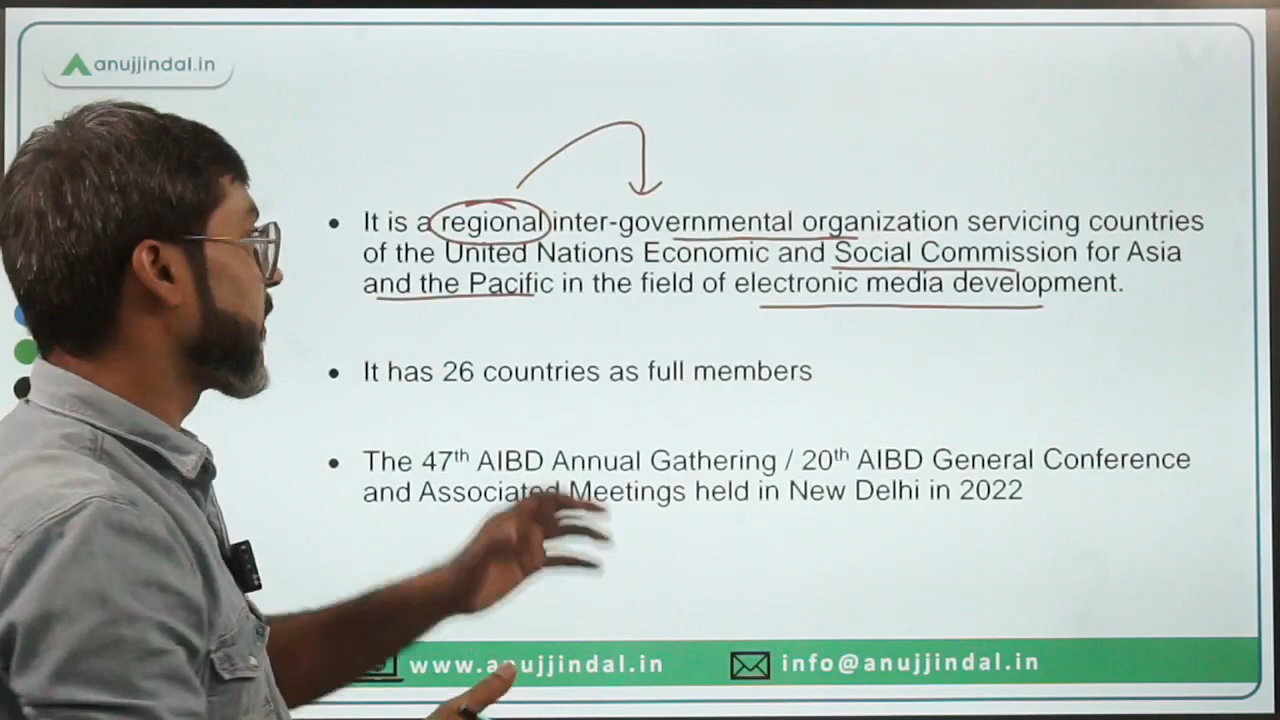 anujjindal.in
• It is a regional inter-governmental organization servicing countries
of the United Nations Economic and Social Commission for Asia
and the Pacific in the field of electronic media development.
• It has 26 countries as full members
• The 47th AIBD Annual Gathering / 20th AIBD General Conference
and Associated Meetings held in New Delhi in 2022
www.anujjindal.in info@anujjindal.in